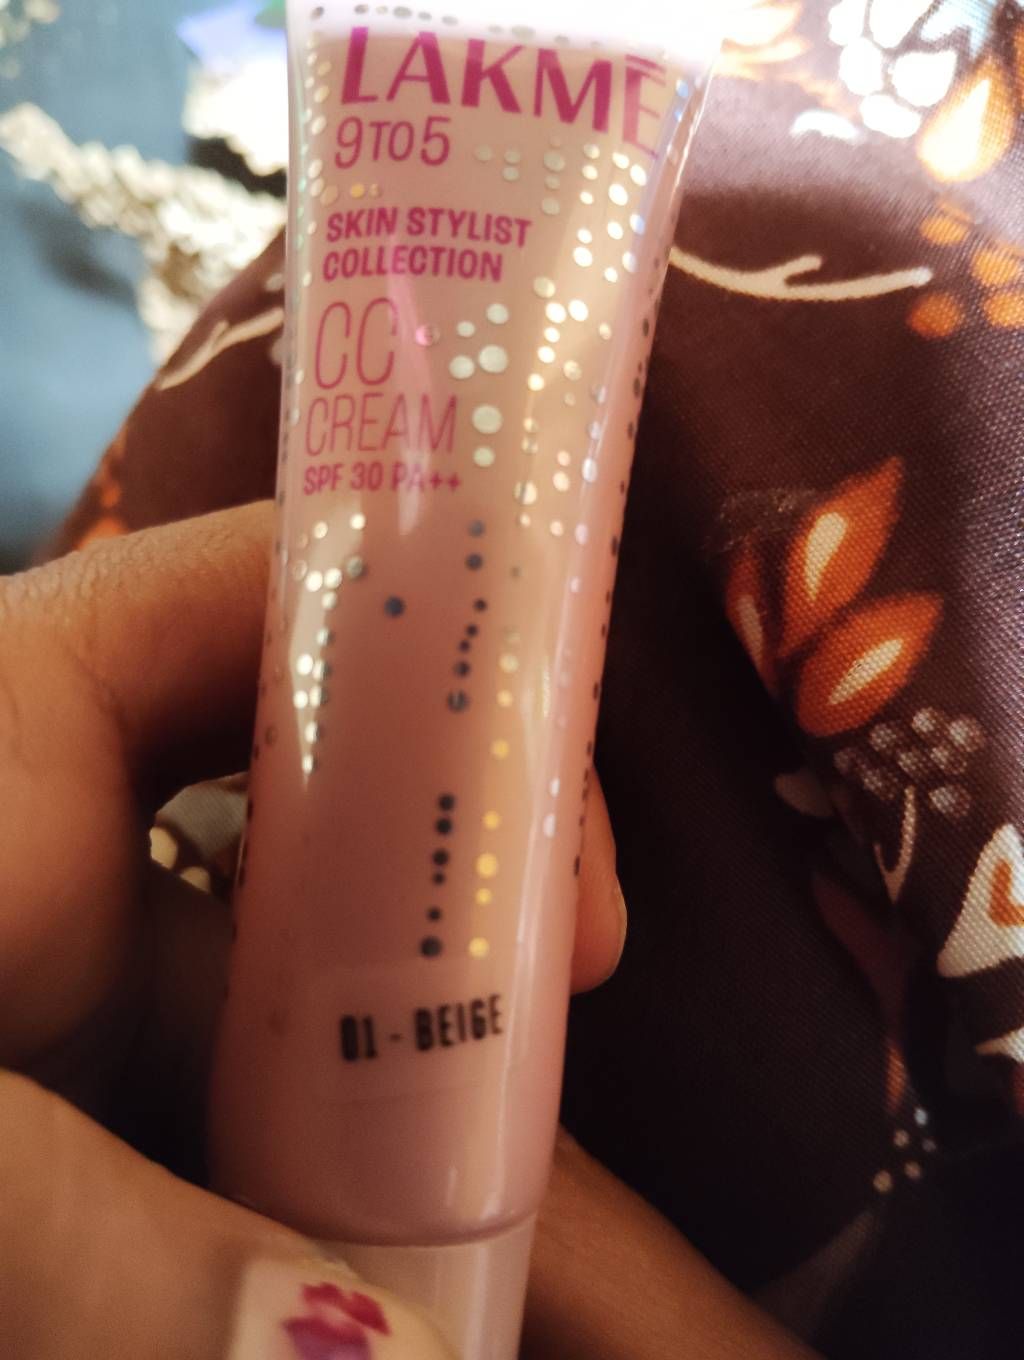 LAKMĒ
9TO5
SKIN STYLIST
COLLECTION
CC
CREAM
SPF 30 PA++
01 - BEIGE